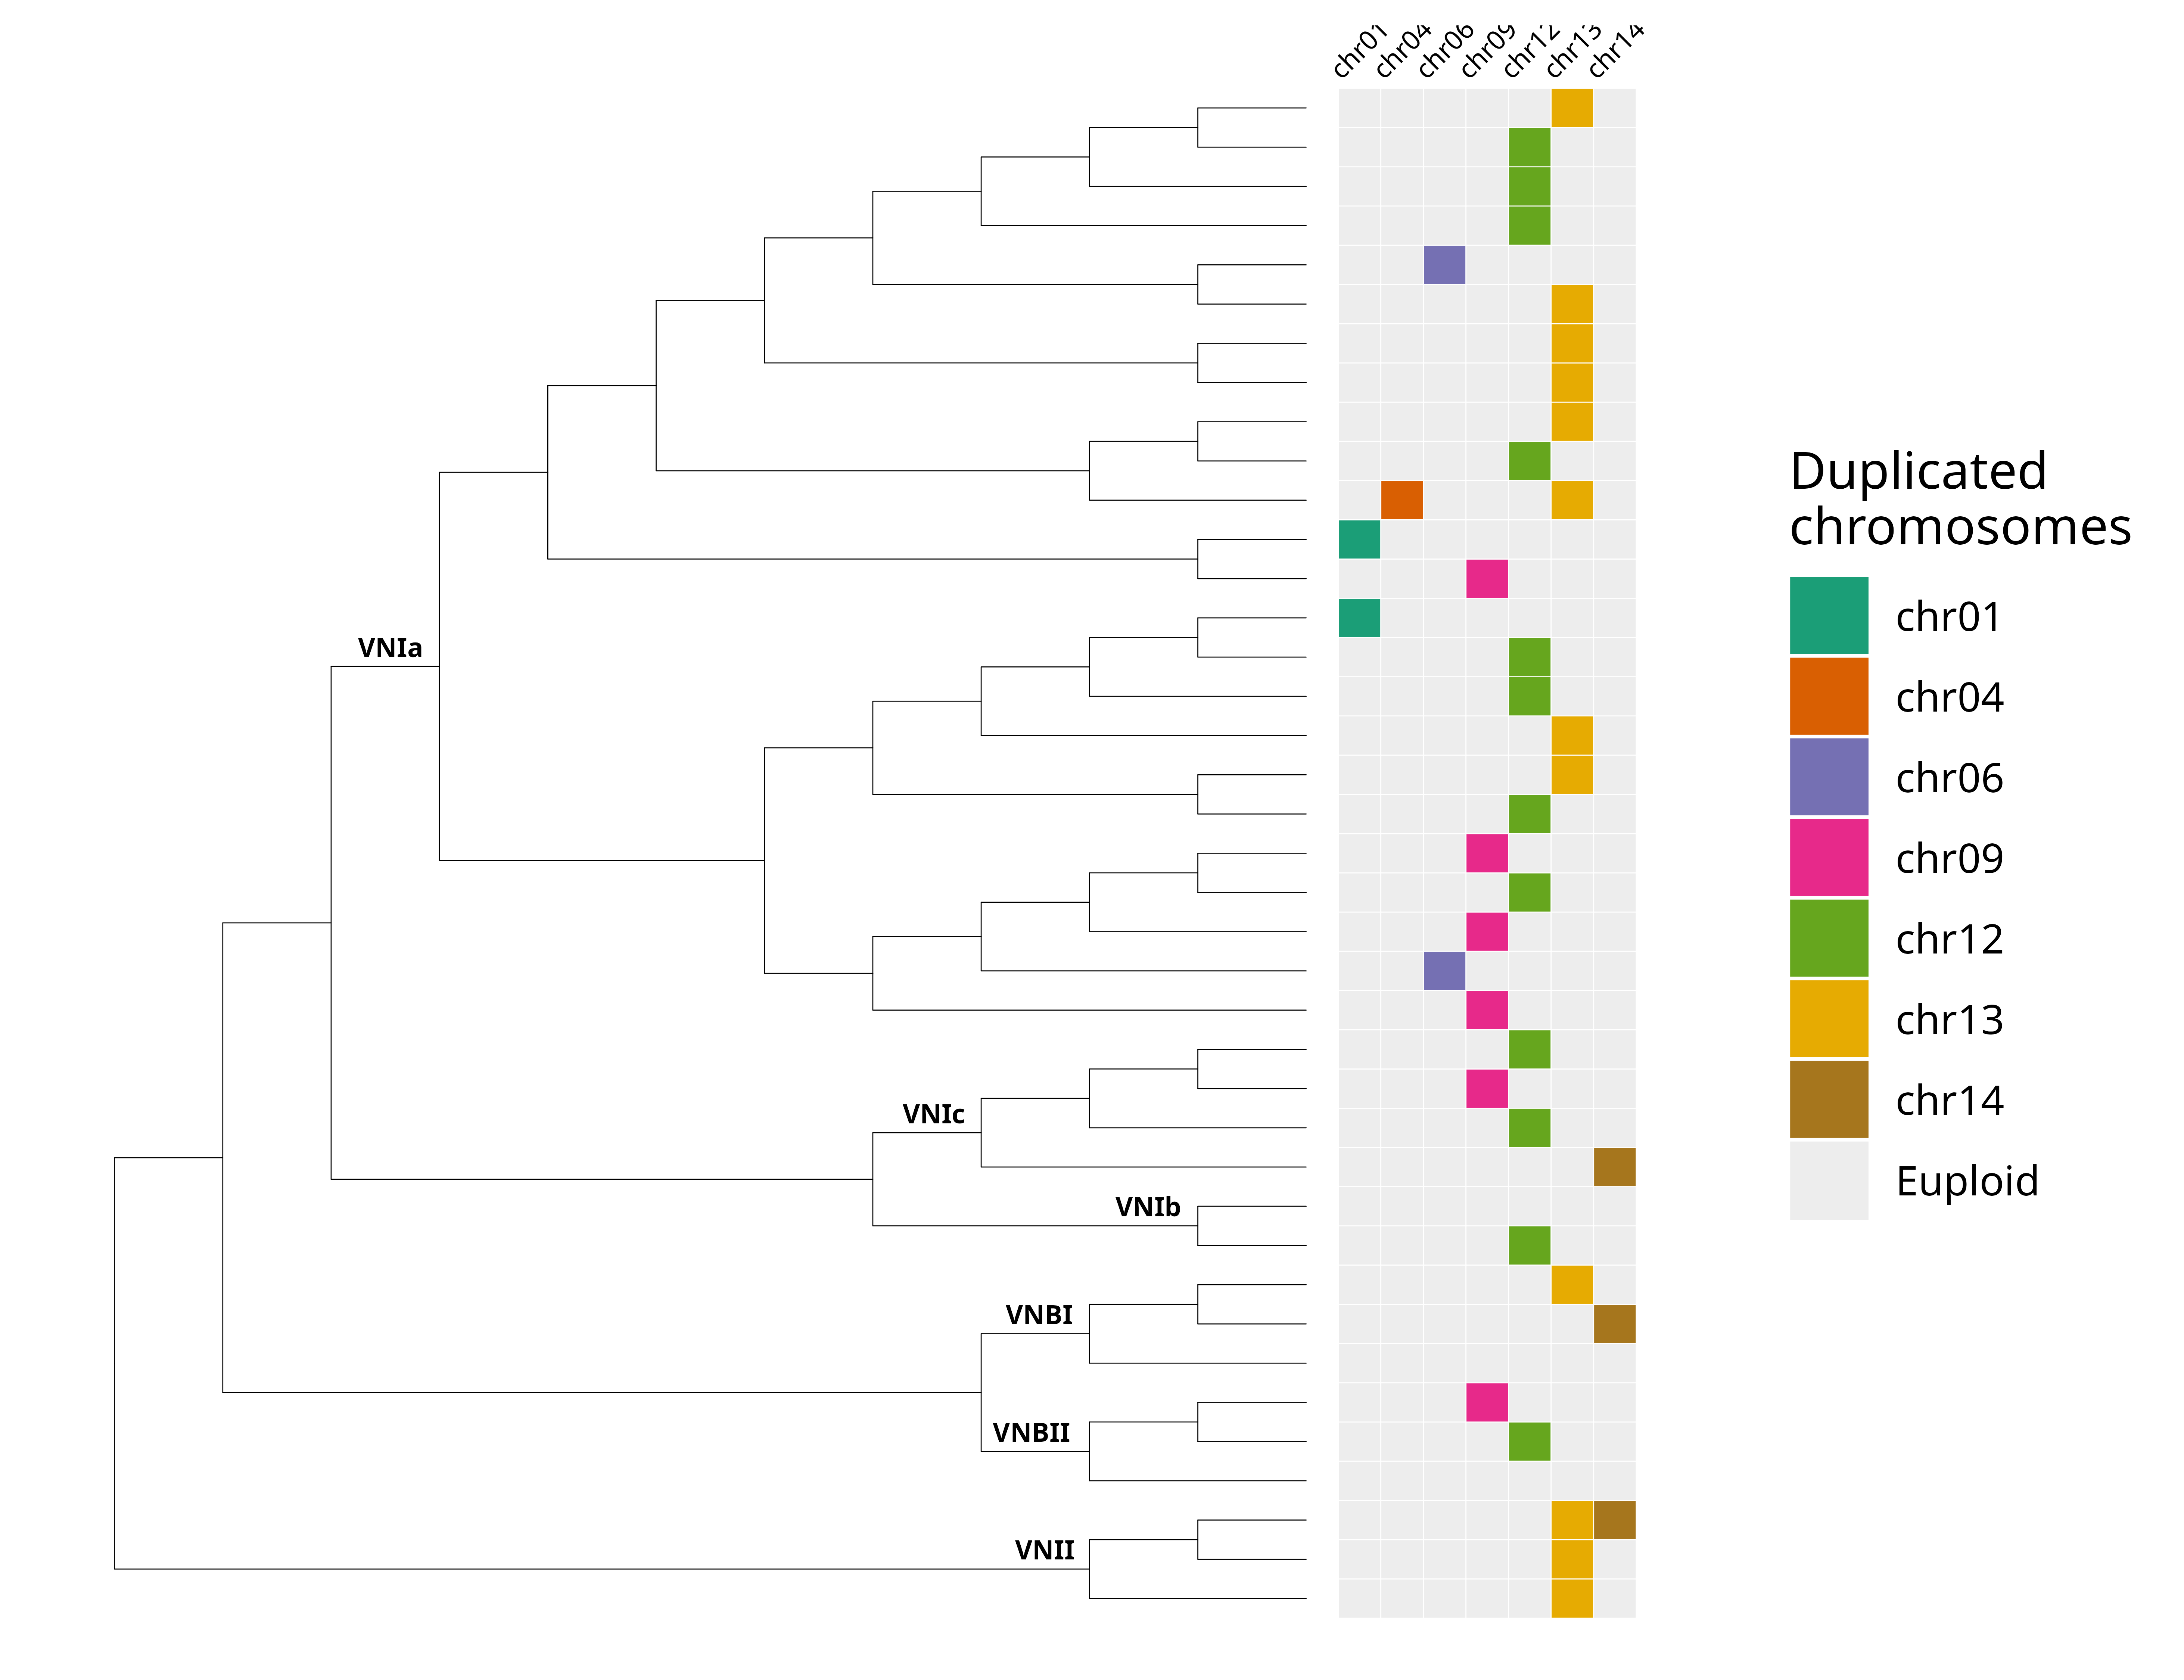 chr01 chr04 chr06 chr09 chr12 chr13 chr14
VNIa
VNIc
VNIb
VNBI
VNBII
VNII
Duplicated
chromosomes
chr01
chr04
chr06
chr09
chr12
chr13
chr14
Euploid